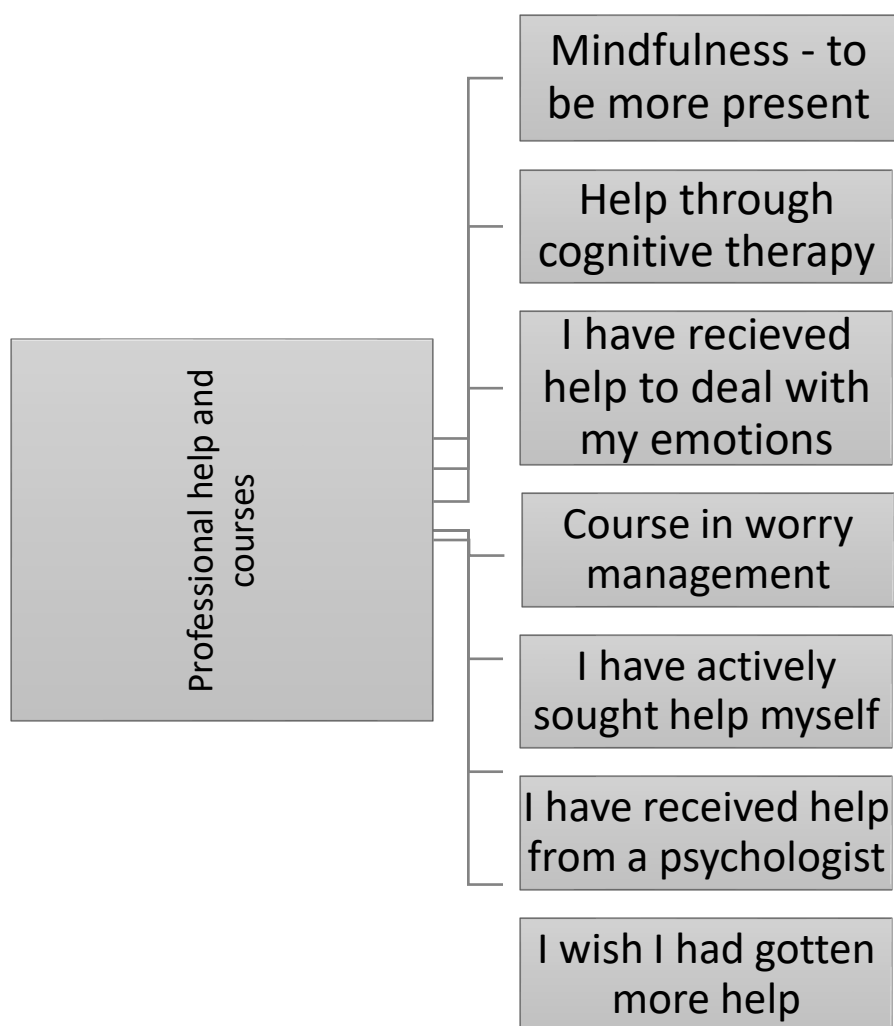 Professional help and
courses
Mindfulness - to
be more present
Help through
cognitive therapy
I have recieved
help to deal with
my emotions
Course in worry
management
I have actively
sought help myself
I have received help
from a psychologist
I wish I had gotten
more help